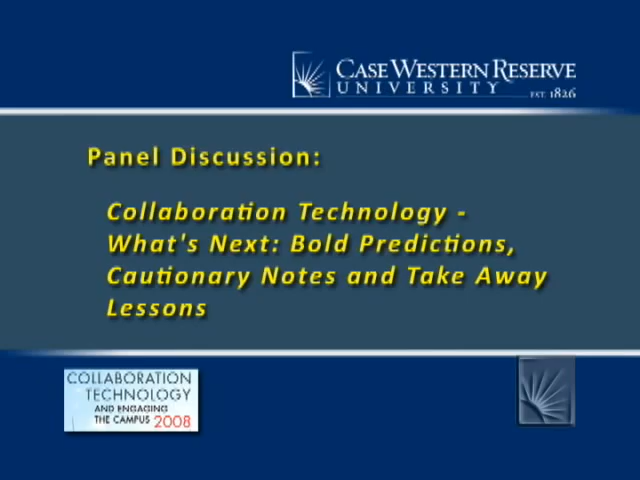 CASE WESTERN RESERVE
UNIVERSITY EST. 1826
Panel Discussion:
Collaboration Technology -
What's Next: Bold Predictions,
Cautionary Notes and Take Away
Lessons
COLLABORATION
TECHNOLOGY
AND ENGAGING
THE CAMPUS 2008